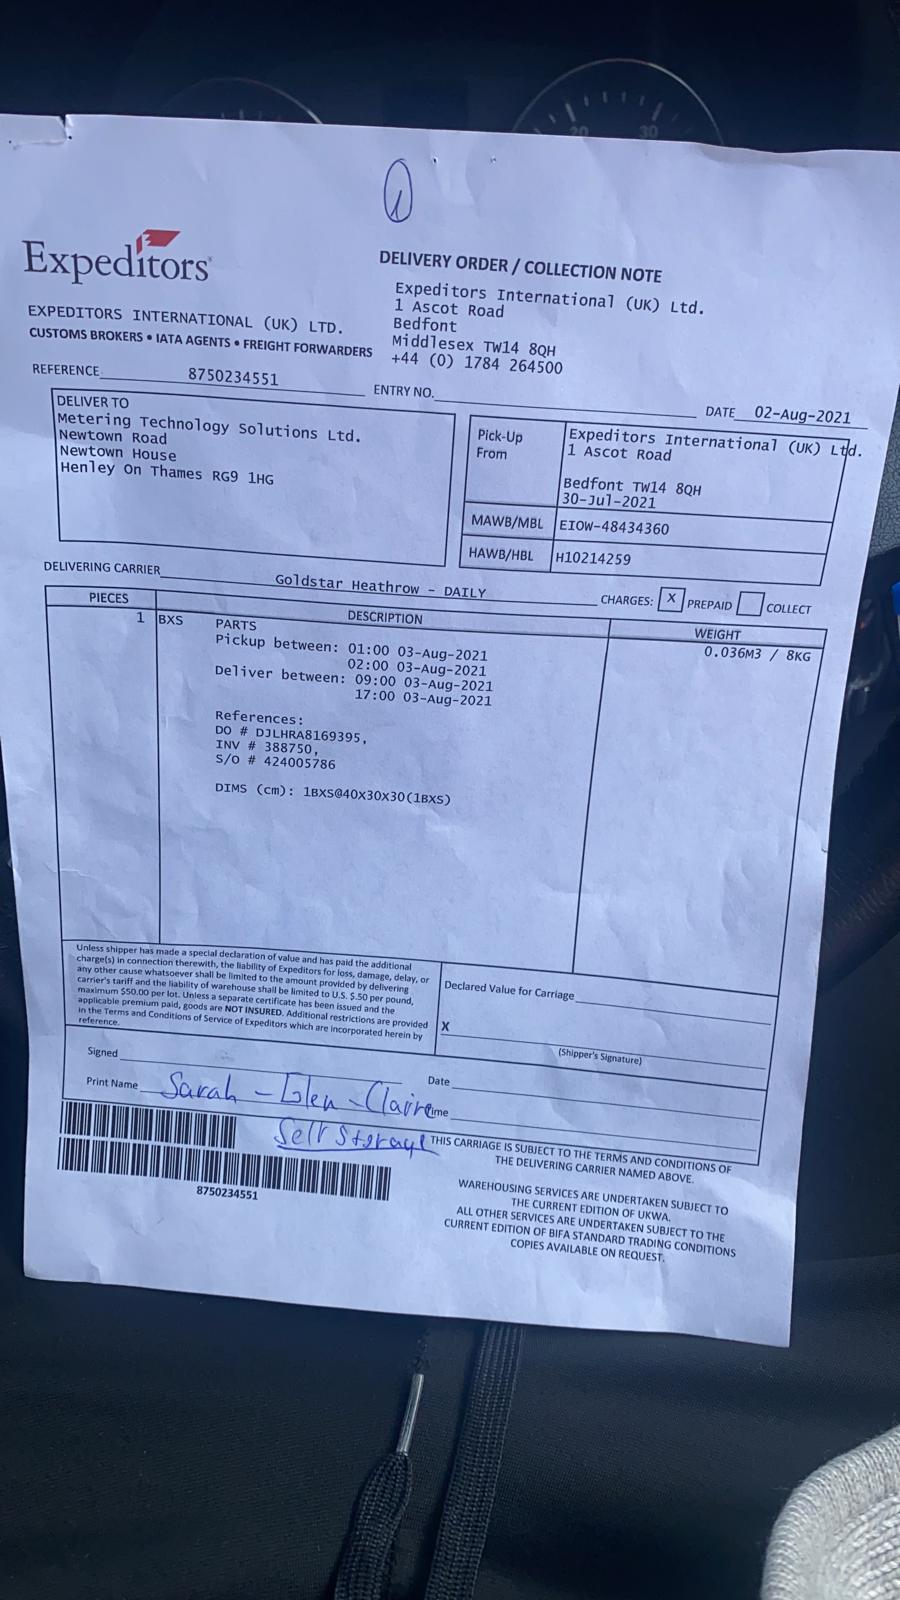 20 30
1
Expeditors
DELIVERY ORDER / COLLECTION NOTE
Expeditors International (UK) Ltd.
1 Ascot Road
Bedfont
Middlesex TW14 8QH
+44 (0) 1784 264500
EXPEDITORS INTERNATIONAL (UK) LTD.
CUSTOMS BROKERS • IATA AGENTS • FREIGHT FORWARDERS
REFERENCE 8750234551 ENTRY NO. DATE 02-Aug-2021
DELIVER TO
Metering Technology Solutions Ltd.
Newtown Road
Newtown House
Henley On Thames RG9 1HG
Pick-Up From
Expeditors International (UK) Ltd.
1 Ascot Road
Bedfont TW14 8QH
30-Jul-2021
MAWB/MBL EIOW-48434360
HAWB/HBL H10214259
DELIVERING CARRIER Goldstar Heathrow - DAILY CHARGES: X PREPAID COLLECT
PIECES DESCRIPTION WEIGHT
1 BXS PARTS 0.036M3 / 8KG
Pickup between: 01:00 03-Aug-2021
02:00 03-Aug-2021
Deliver between: 09:00 03-Aug-2021
17:00 03-Aug-2021
References:
DO # DJLHRA8169395,
INV # 388750,
S/O # 424005786
DIMS (cm): 1BXS@40X30X30(1BXS)
Unless shipper has made a special declaration of value and has paid the additional
charge(s) in connection therewith, the liability of Expeditors for loss, damage, delay, or
any other cause whatsoever shall be limited to the amount provided by delivering
carrier's tariff and the liability of warehouse shall be limited to U.S. $.50 per pound,
maximum $50.00 per lot. Unless a separate certificate has been issued and the
applicable premium paid, goods are NOT INSURED. Additional restrictions are provided
in the Terms and Conditions of Service of Expeditors which are incorporated herein by
reference.
Declared Value for Carriage
X
(Shipper's Signature)
Signed Date
Print Name Sarah - Glen - Claire Time
Self Storage
THIS CARRIAGE IS SUBJECT TO THE TERMS AND CONDITIONS OF
THE DELIVERING CARRIER NAMED ABOVE.
8750234551
WAREHOUSING SERVICES ARE UNDERTAKEN SUBJECT TO
THE CURRENT EDITION OF UKWA.
ALL OTHER SERVICES ARE UNDERTAKEN SUBJECT TO THE
CURRENT EDITION OF BIFA STANDARD TRADING CONDITIONS
COPIES AVAILABLE ON REQUEST.